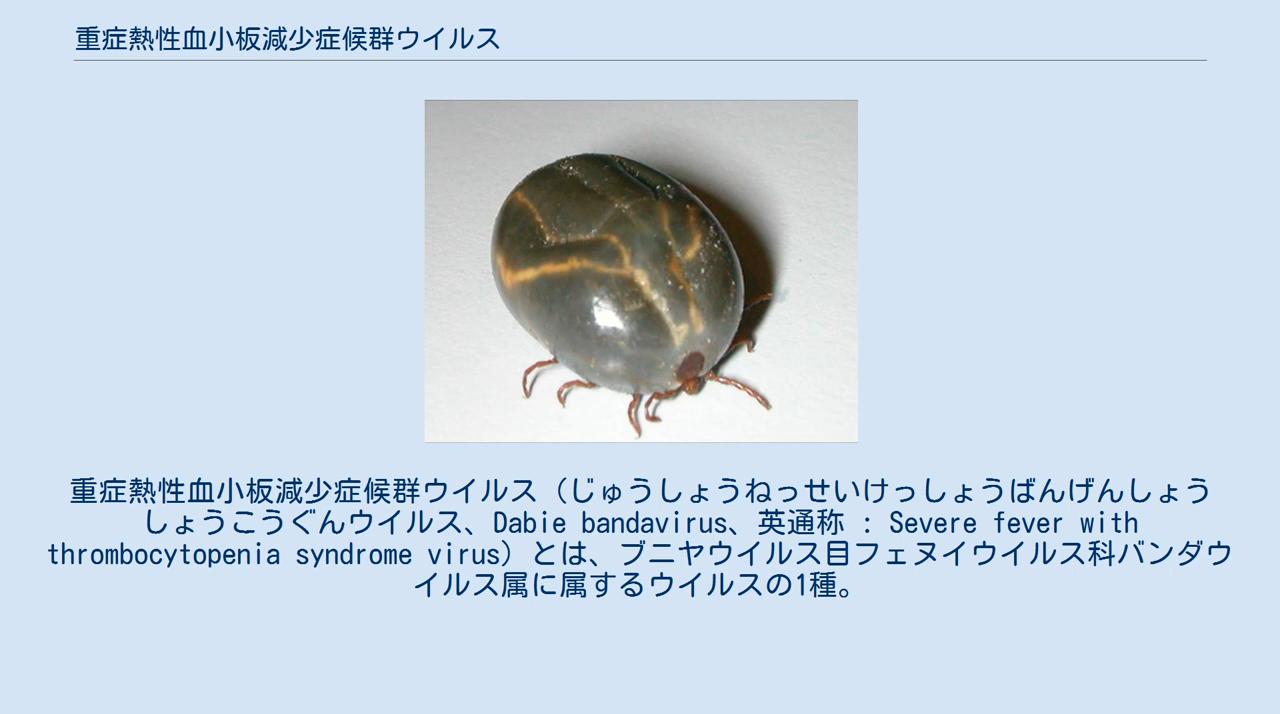 重症熱性血小板減少症候群ウイルス
重症熱性血小板減少症候群ウイルス（じゅうしょうねっせいけっしょうばんげんしょう
しょうこうぐんウイルス、Dabie bandavirus、英通称 : Severe fever with
thrombocytopenia syndrome virus）とは、ブニヤウイルス目フェヌイウイルス科バンダウ
イルス属に属するウイルスの1種。